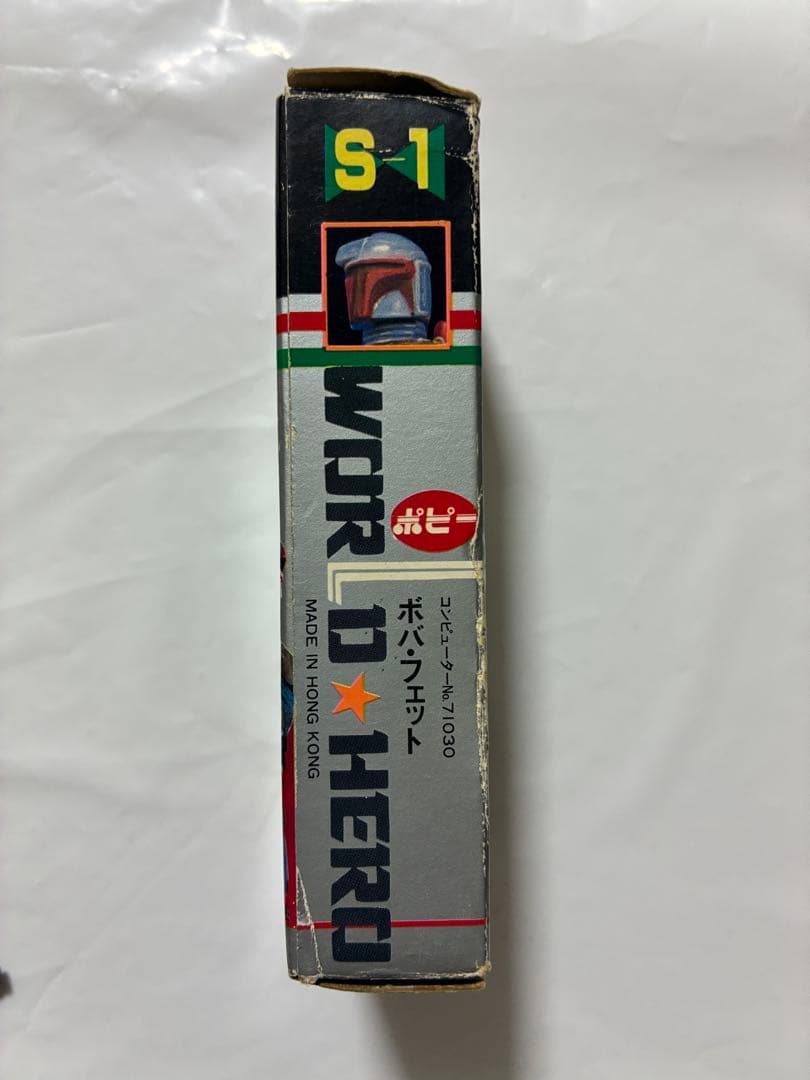 S-1
WORLD★HERO
ポピー
コンピューターNo.71030
ボバ・フェット
MADE IN HONG KONG